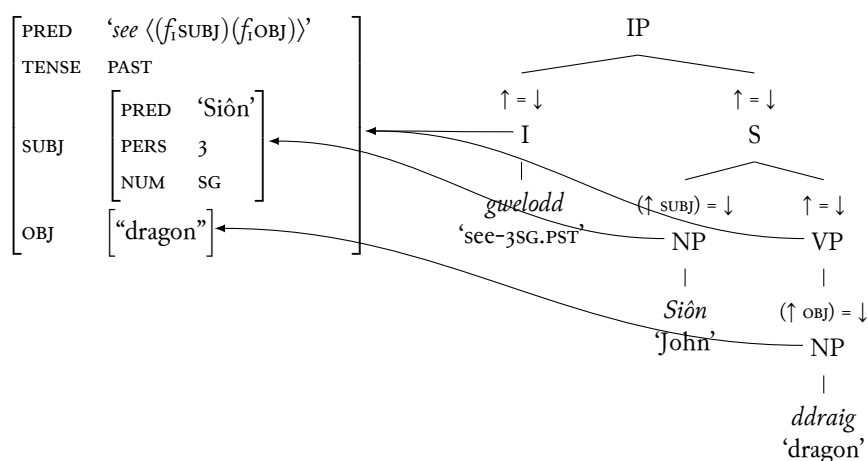 PRED ‘see ⟨(f₁SUBJ)(f₁OBJ)⟩’
TENSE PAST
SUBJ
PRED ‘Siôn’
PERS 3
NUM SG
OBJ “dragon”
IP
↑ = ↓ ↑ = ↓
I S
gwelodd (↑ SUBJ) = ↓ ↑ = ↓
‘see-3SG.PST’ NP VP
Siôn (↑ OBJ) = ↓
‘John’ NP
ddraig
‘dragon’